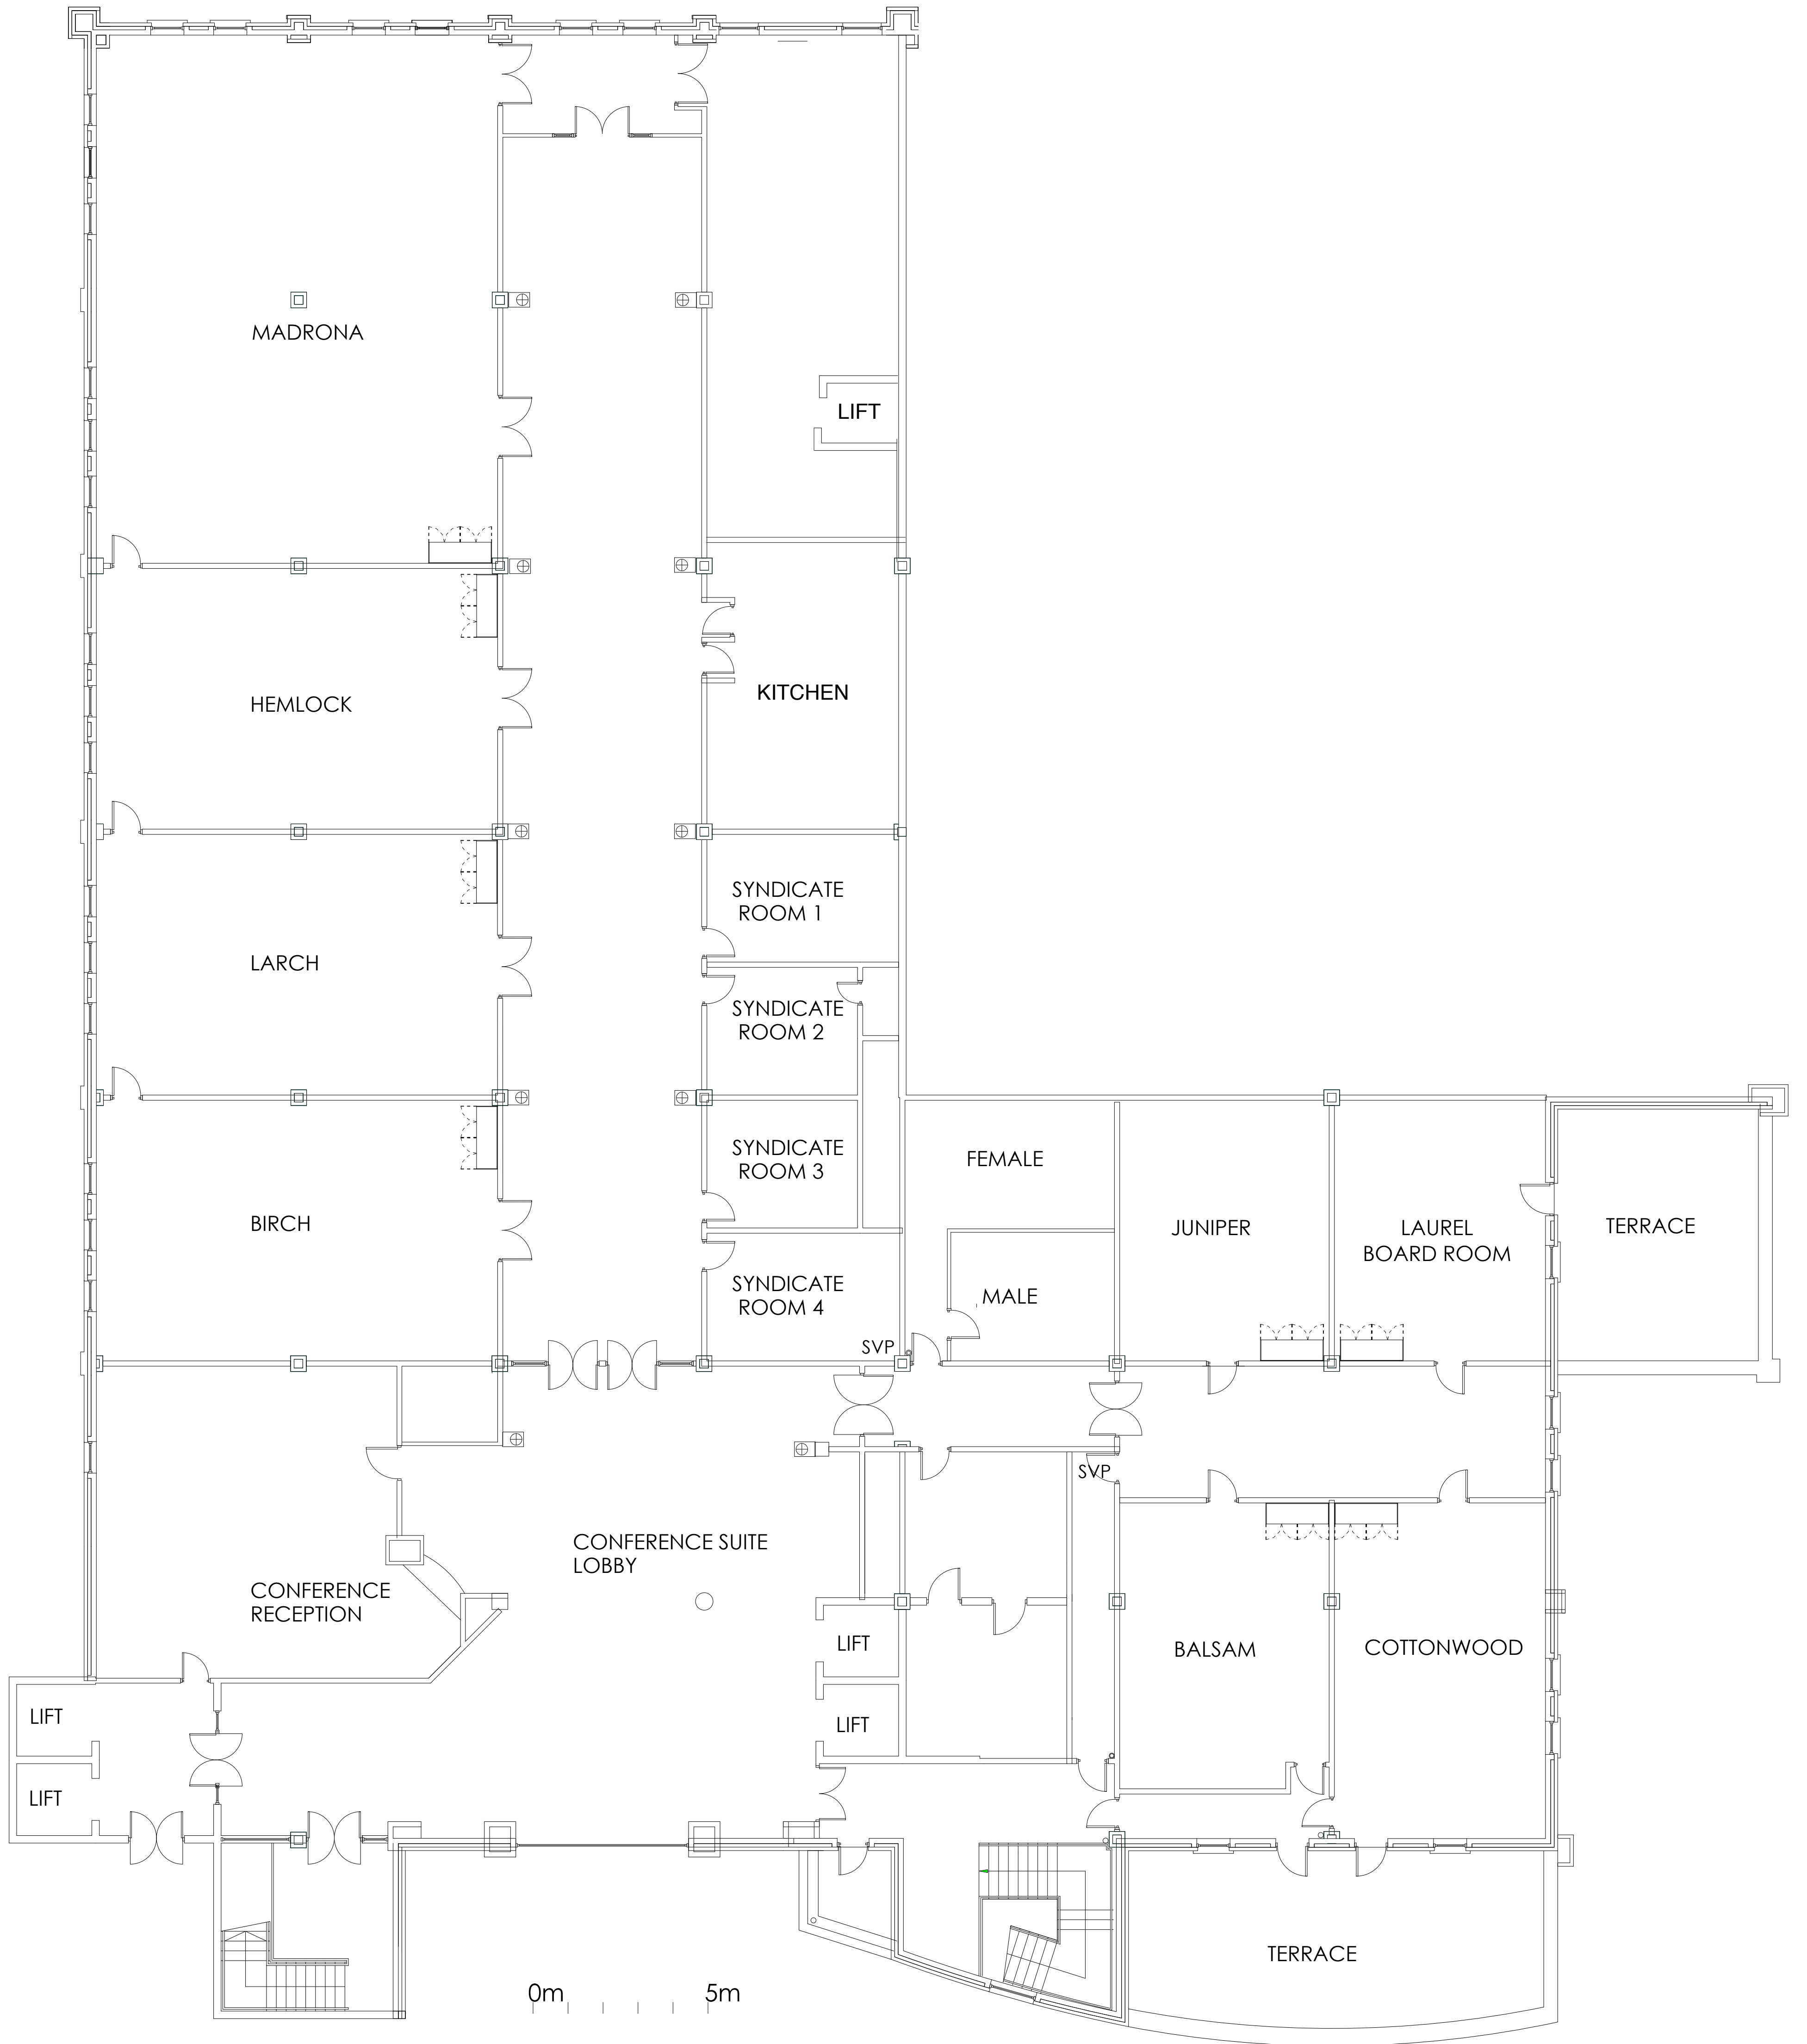 MADRONA
LIFT
HEMLOCK
KITCHEN
SYNDICATE
ROOM 1
LARCH
SYNDICATE
ROOM 2
SYNDICATE
ROOM 3
FEMALE
BIRCH
JUNIPER
LAUREL
BOARD ROOM
TERRACE
SYNDICATE
ROOM 4
MALE
SVP
SVP
CONFERENCE SUITE
LOBBY
CONFERENCE
RECEPTION
LIFT
BALSAM
COTTONWOOD
LIFT
LIFT
LIFT
TERRACE
0m 5m